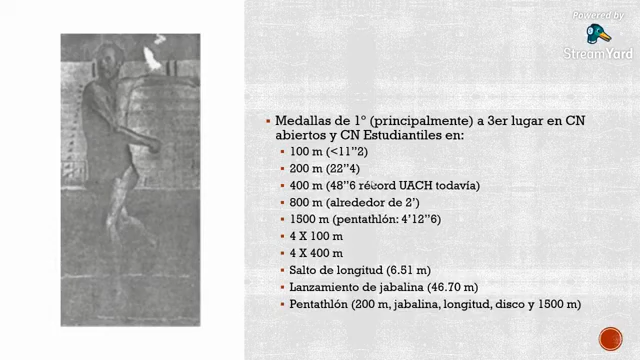 Powered by
StreamYard
Medallas de 1º (principalmente) a 3er lugar en CN
abiertos y CN Estudiantiles en:
100 m (<11”2)
200 m (22”4)
400 m (48”6 récord UACH todavía)
800 m (alrededor de 2’)
1500 m (pentathlón: 4’12”6)
4 X 100 m
4 X 400 m
Salto de longitud (6.51 m)
Lanzamiento de jabalina (46.70 m)
Pentathlón (200 m, jabalina, longitud, disco y 1500 m)